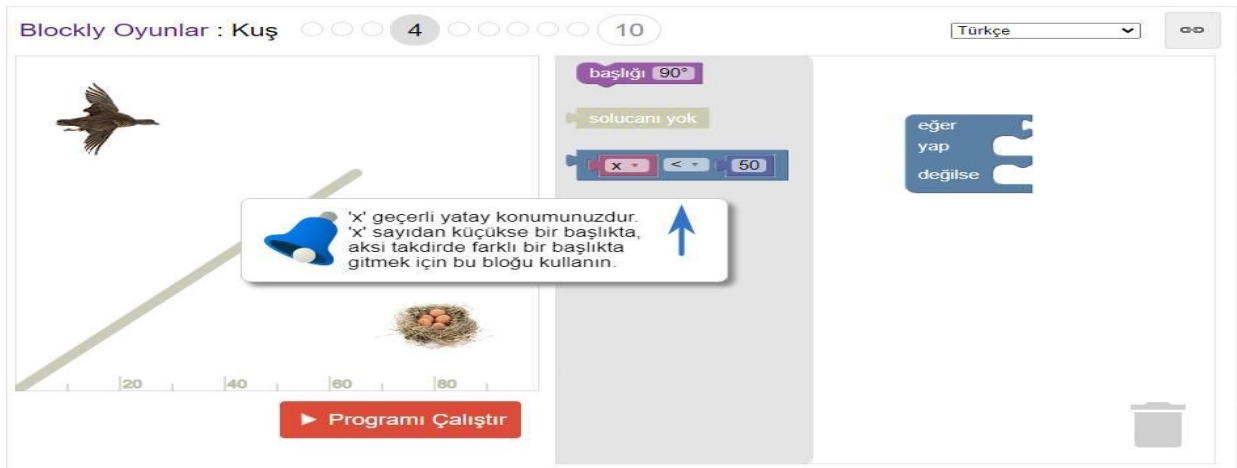 Blockly Oyunlar : Kuş 4 10 Türkçe
başlığı 90°
solucanı yok
x < 50
eğer
yap
değilse
'x' geçerli yatay konumunuzdur.
'x' sayıdan küçükse bir başlıkta,
aksi takdirde farklı bir başlıkta
gitmek için bu bloğu kullanın.
20 40 60 80
Programı Çalıştır